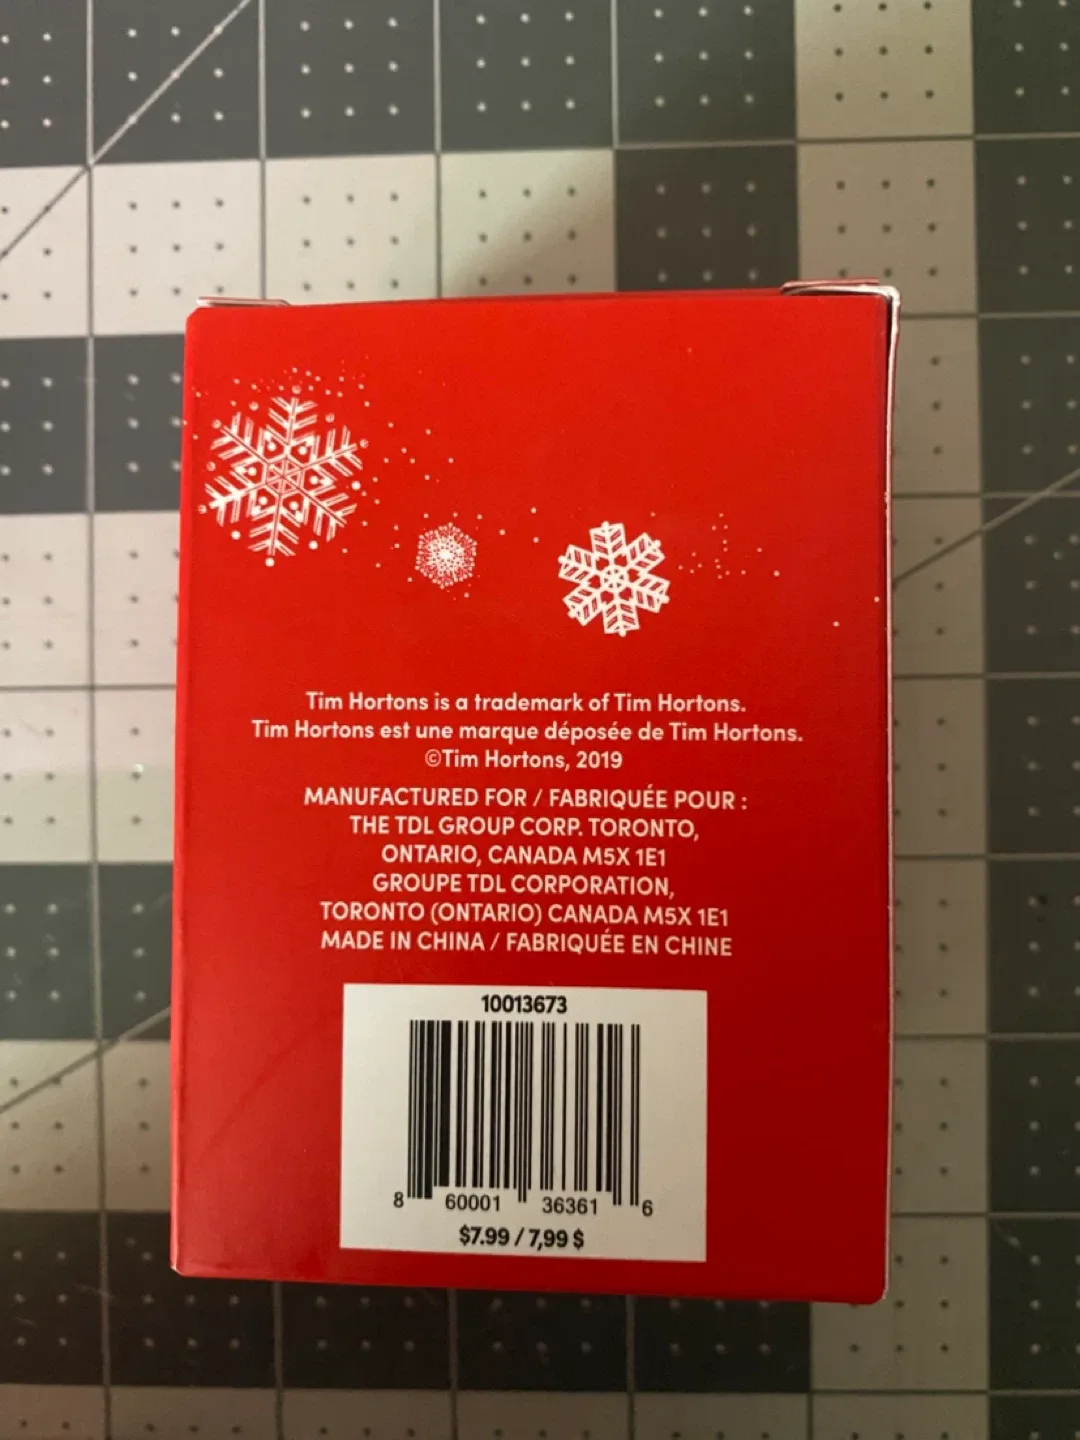 Tim Hortons is a trademark of Tim Hortons.
Tim Hortons est une marque déposée de Tim Hortons.
©Tim Hortons, 2019
MANUFACTURED FOR / FABRIQUÉE POUR :
THE TDL GROUP CORP. TORONTO,
ONTARIO, CANADA M5X 1E1
GROUPE TDL CORPORATION,
TORONTO (ONTARIO) CANADA M5X 1E1
MADE IN CHINA / FABRIQUÉE EN CHINE
10013673
8 60001 36361 6
$7.99 / 7,99 $